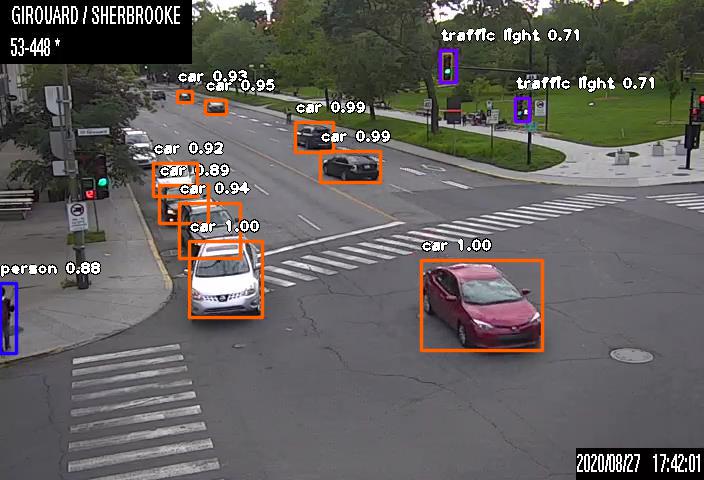 GIROUARD / SHERBROOKE
53-448 *
traffic light 0.71
car 0.93
car 0.95
traffic light 0.71
car 0.99
car 0.99
car 0.92
car 0.89
car 0.94
car 1.00
car 1.00
person 0.88
2020/08/27 17:42:01